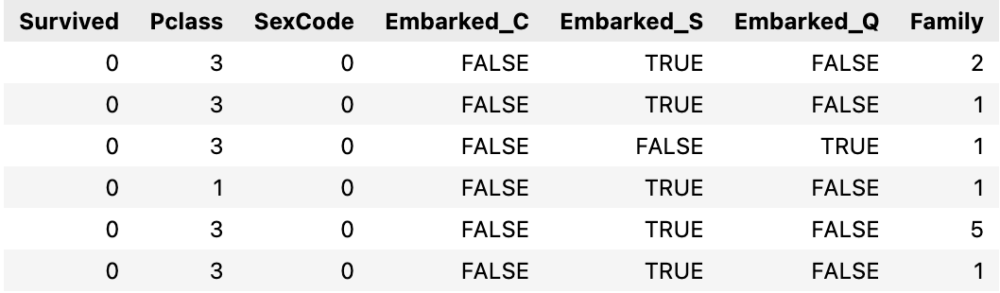 Survived Pclass SexCode Embarked_C Embarked_S Embarked_Q Family
0 3 0 FALSE TRUE FALSE 2
0 3 0 FALSE TRUE FALSE 1
0 3 0 FALSE FALSE TRUE 1
0 1 0 FALSE TRUE FALSE 1
0 3 0 FALSE TRUE FALSE 5
0 3 0 FALSE TRUE FALSE 1